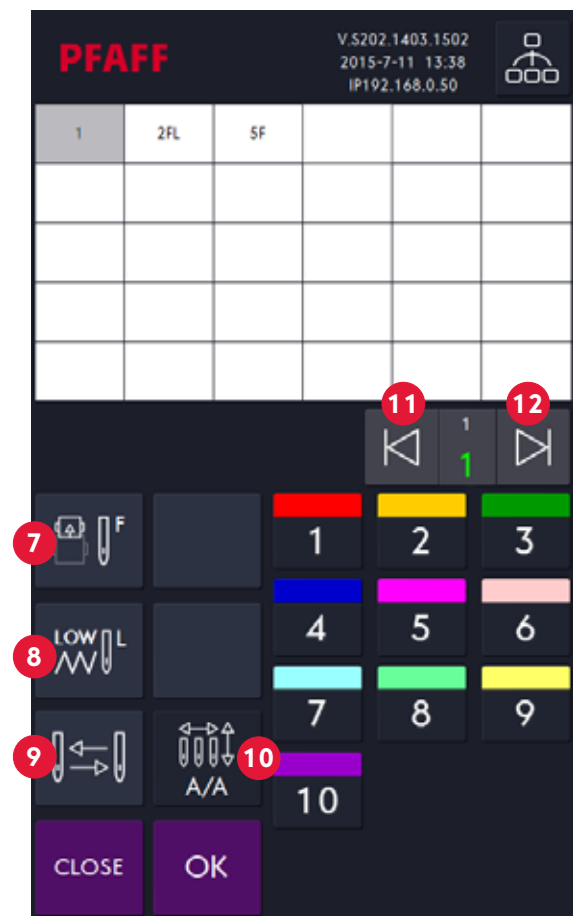 PFAFF
V.S202.1403.1502
2015-7-11 13:38
IP192.168.0.50
1 2FL 5F
11 12
1
1
7 F 1 2 3
8 LOW L 4 5 6
7 8 9
9 A/A 10
10
CLOSE OK